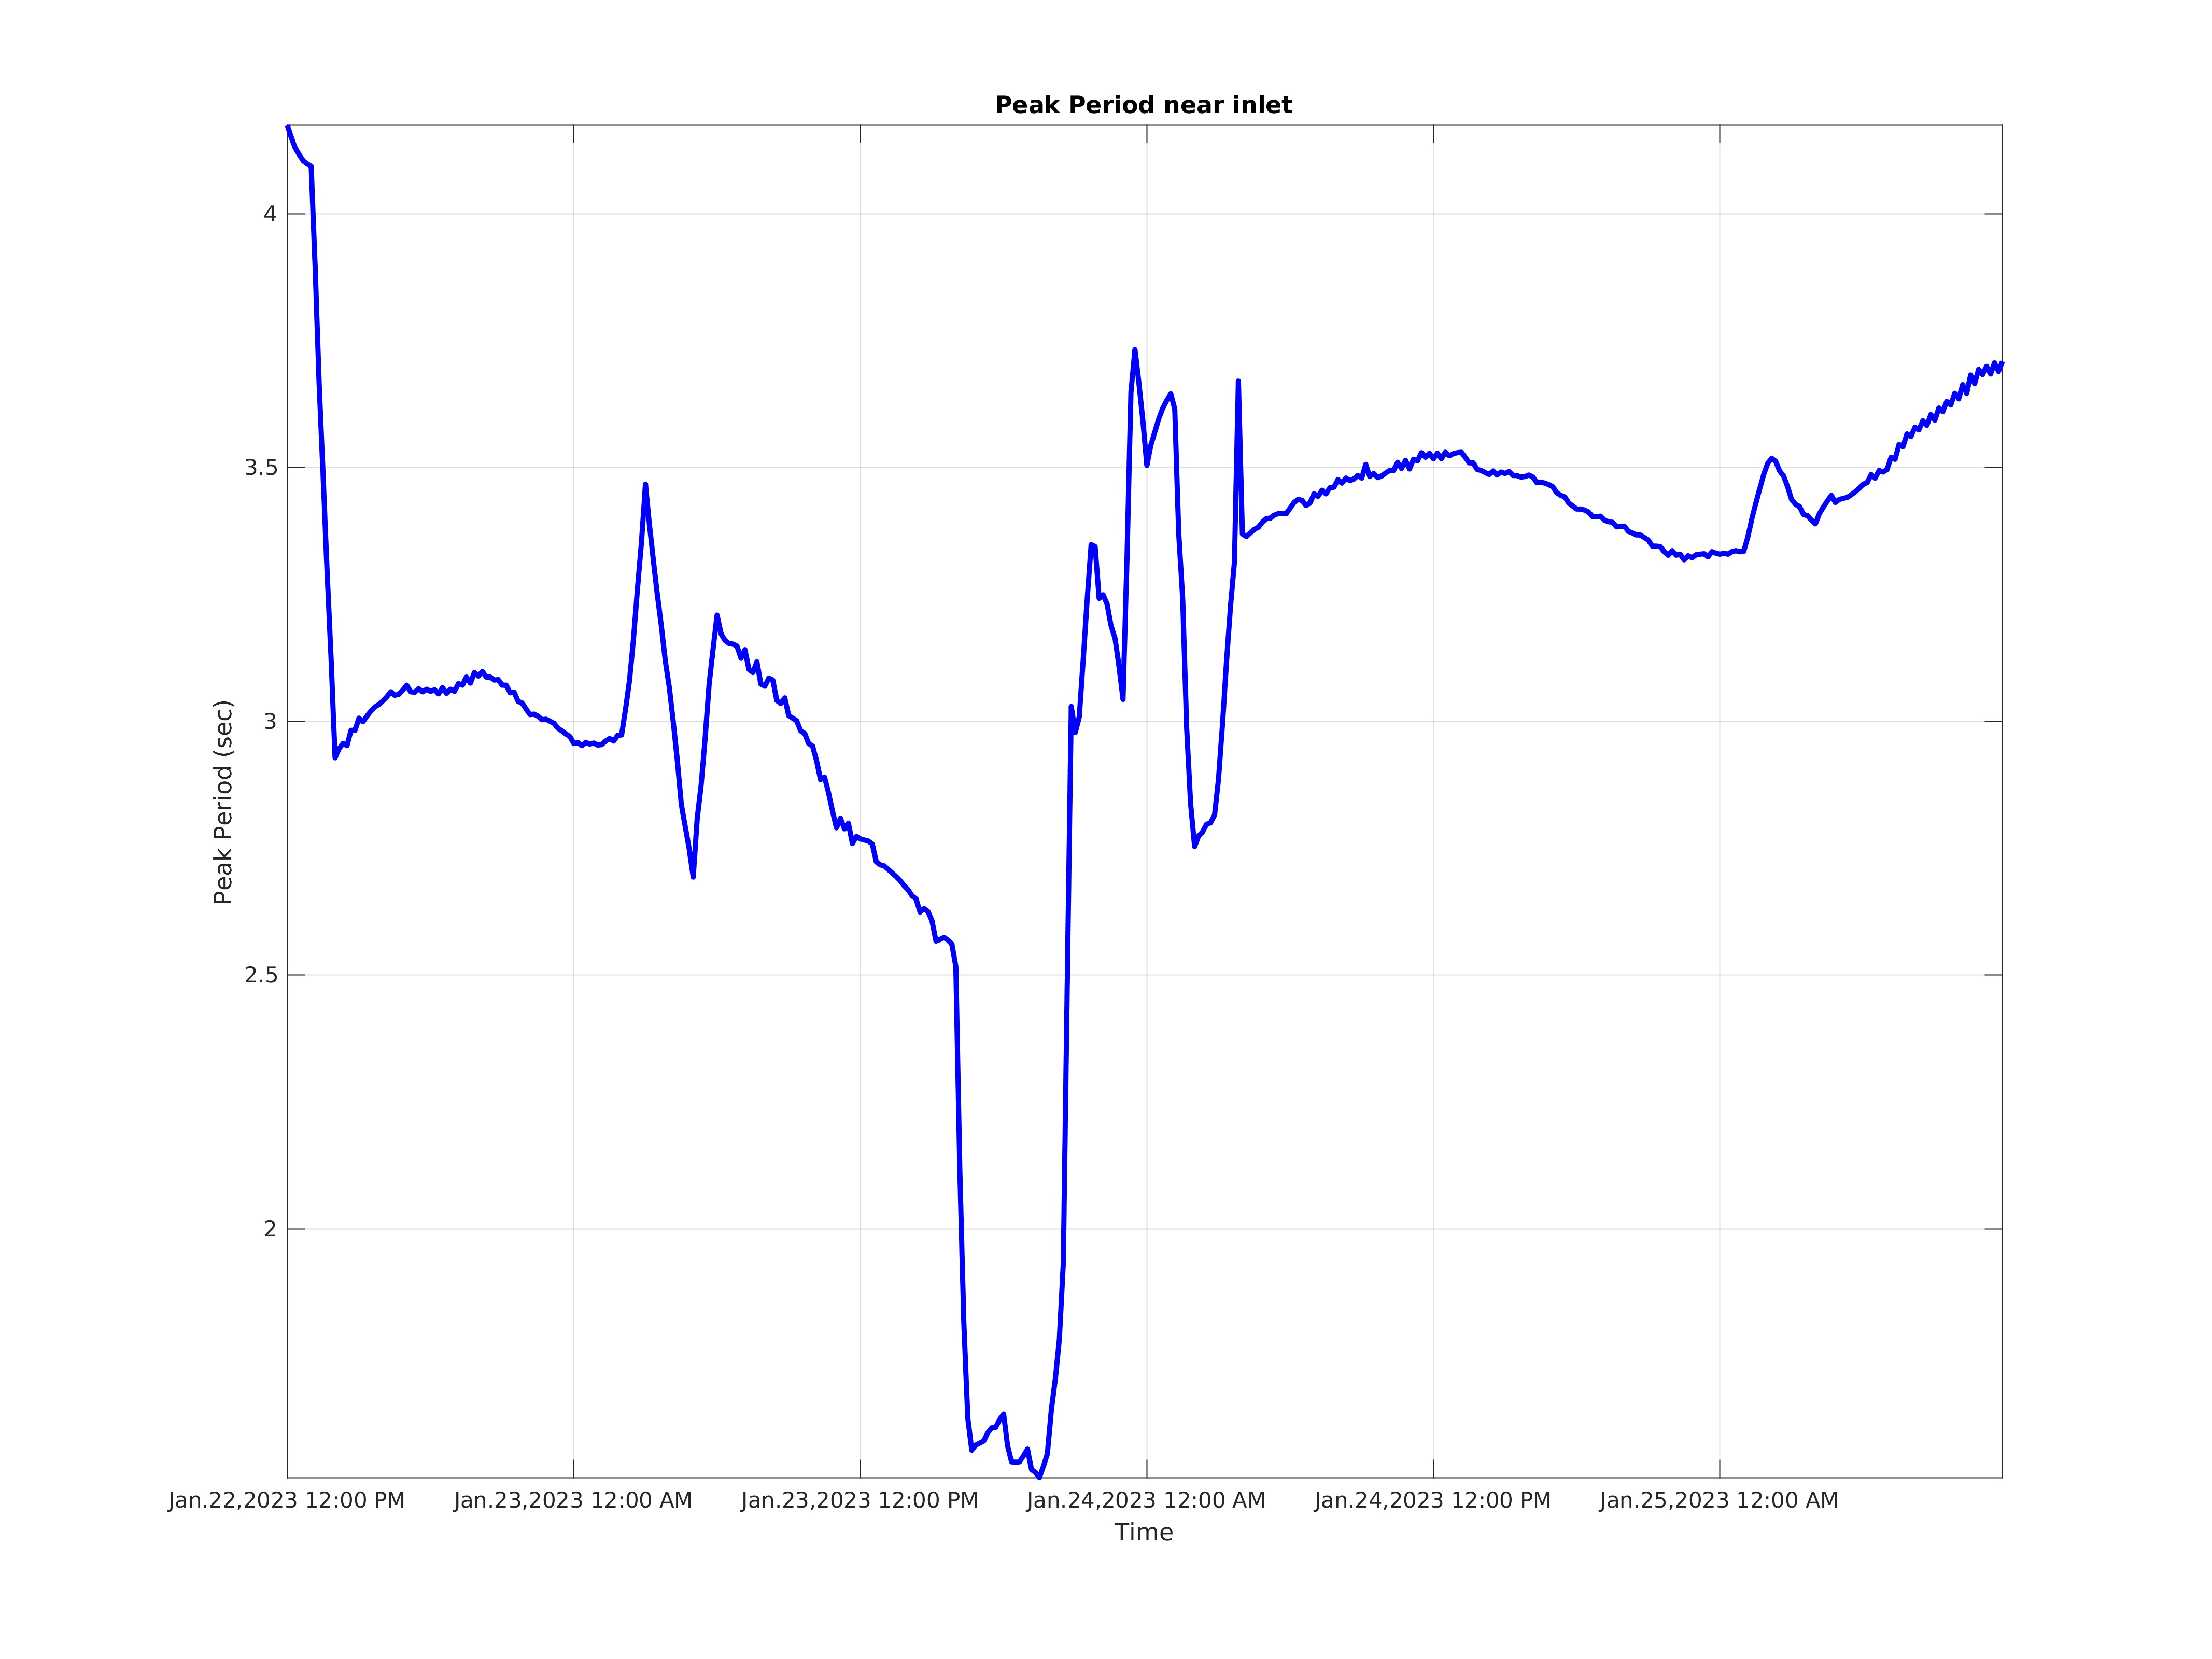 Peak Period near inlet
Peak Period (sec)
4
3.5
3
2.5
2
Jan.22,2023 12:00 PM
Jan.23,2023 12:00 AM
Jan.23,2023 12:00 PM
Jan.24,2023 12:00 AM
Jan.24,2023 12:00 PM
Jan.25,2023 12:00 AM
Time